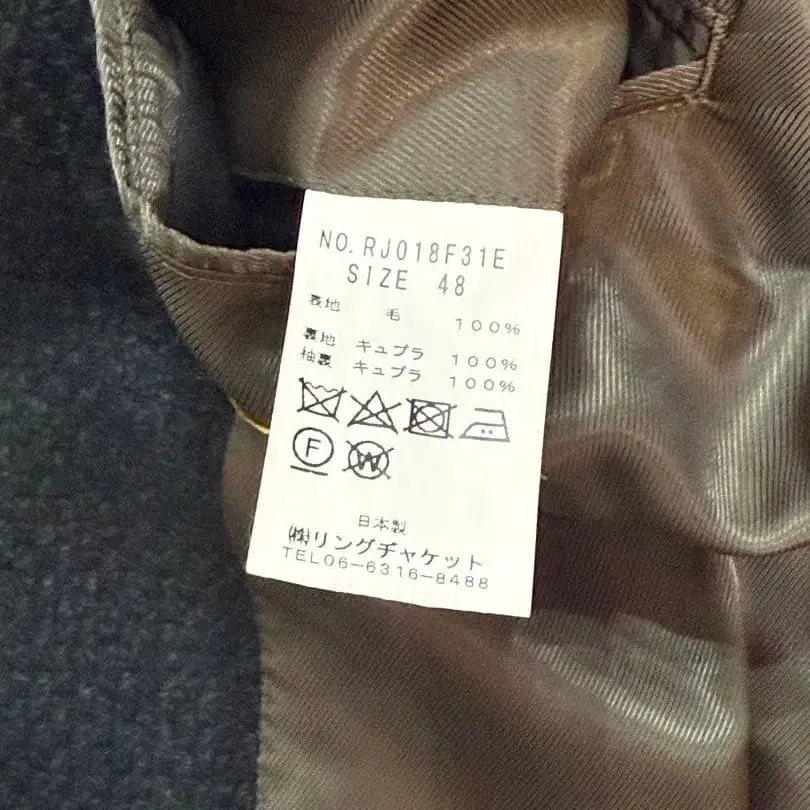 NO.RJ018F31E
SIZE 48
表地 毛 100%
裏地 キュプラ 100%
袖裏 キュプラ 100%
F W
日本製
㈱リングヂャケット
TEL06-6316-8488